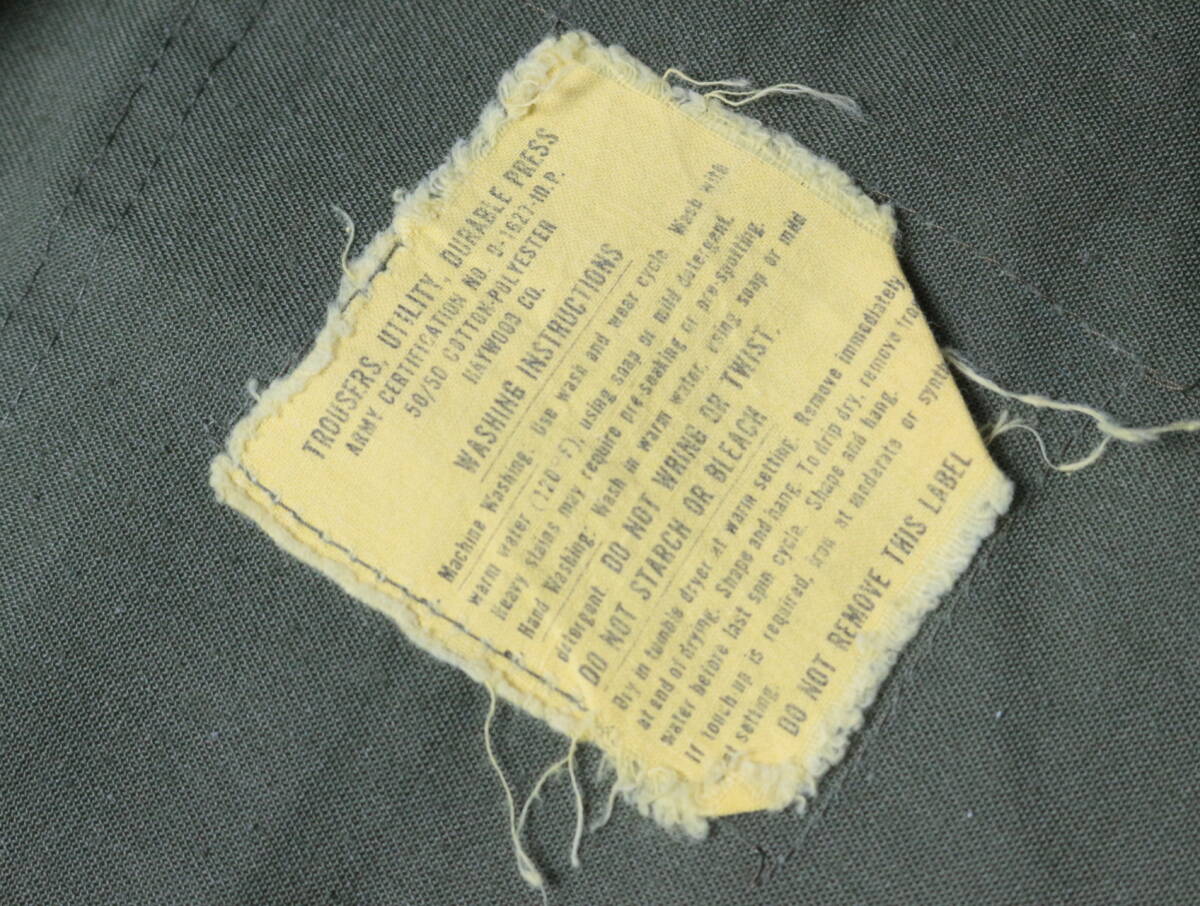 TROUSERS, UTILITY, DURABLE PRESS
ARMY CERTIFICATION NO. D-1627-ID.P.
50/50 COTTON-POLYESTER
HAYWOOD CO.
WASHING INSTRUCTIONS
Machine Washing. Use wash and wear cycle. Wash with
warm water (120°F), using soap or mild detergent.
Heavy stains may require pre-soaking or pre-spotting.
Hand Washing. Wash in warm water, using soap or mild
detergent DO NOT WRING OR TWIST.
DO NOT STARCH OR BLEACH
Dry in tumble dryer at warm setting. Remove immediately
at end of drying. Shape and hang. To drip dry, remove from
water before last spin cycle. Shape and hang.
If touch-up is required, iron at moderate or syn
setting.
DO NOT REMOVE THIS LABEL